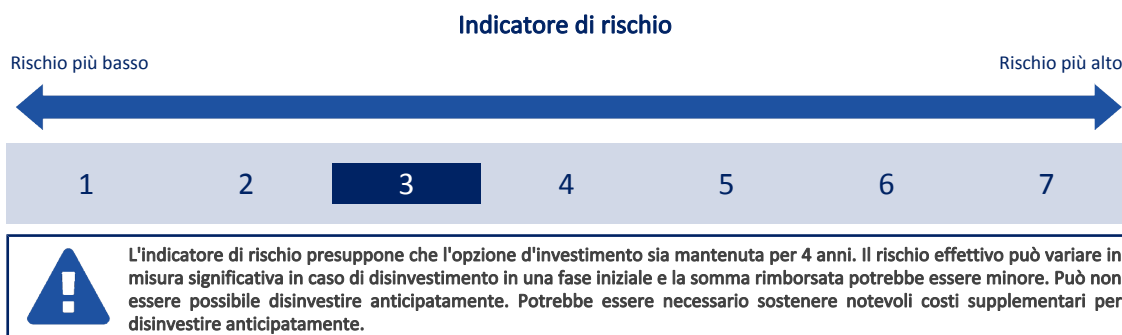 Indicatore di rischio
Rischio più basso
Rischio più alto
1 2 3 4 5 6 7
L'indicatore di rischio presuppone che l'opzione d'investimento sia mantenuta per 4 anni. Il rischio effettivo può variare in
misura significativa in caso di disinvestimento in una fase iniziale e la somma rimborsata potrebbe essere minore. Può non
essere possibile disinvestire anticipatamente. Potrebbe essere necessario sostenere notevoli costi supplementari per
disinvestire anticipatamente.